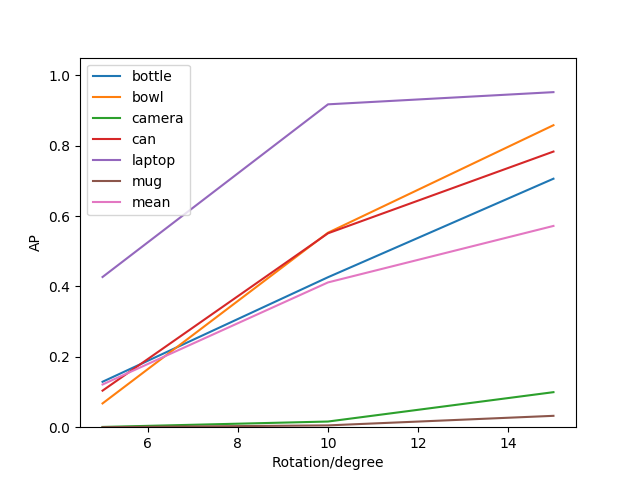 1.0
0.8
0.6
0.4
0.2
0.0
AP
bottle
bowl
camera
can
laptop
mug
mean
6
8
10
12
14
Rotation/degree